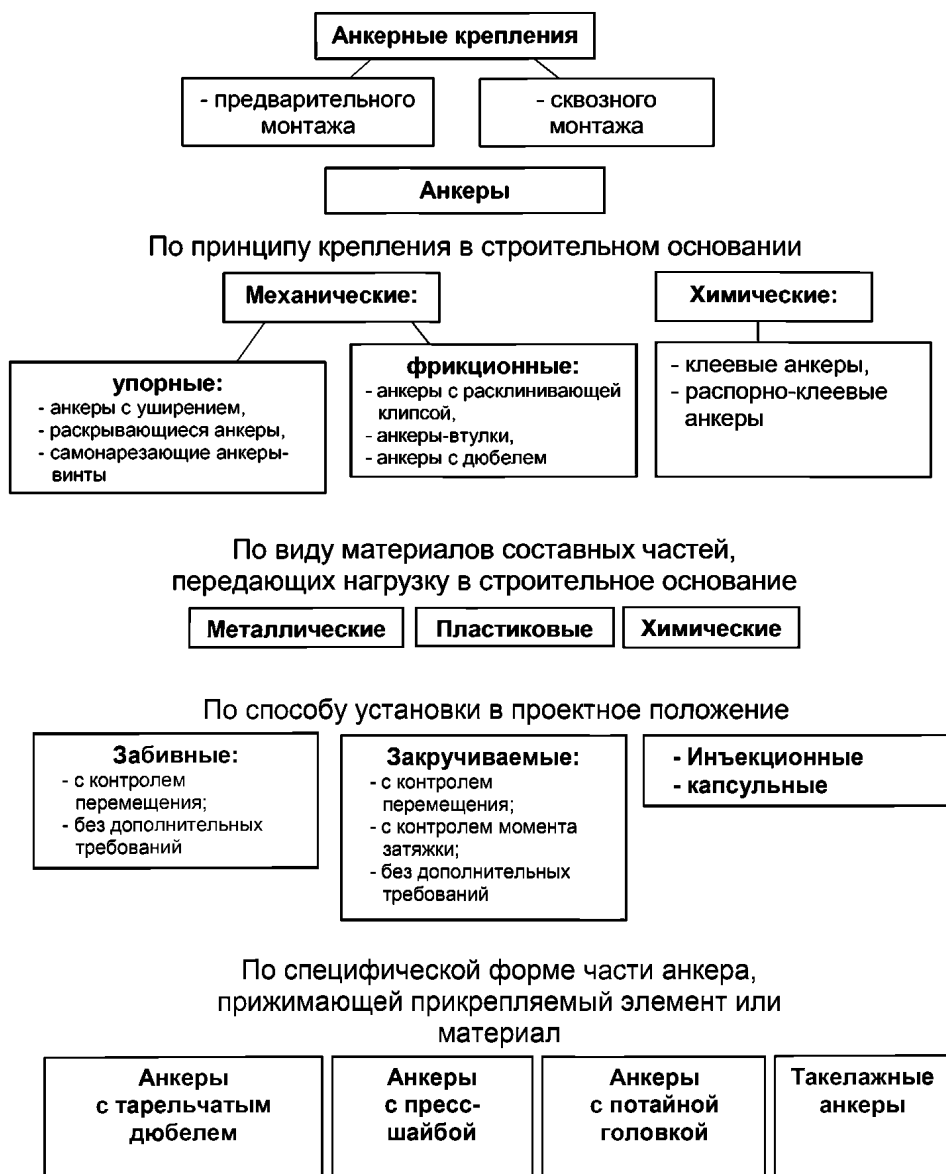 Анкерные крепления
- предварительного
монтажа
- сквозного
монтажа
Анкеры
По принципу крепления в строительном основании
Механические:
Химические:
упорные:
- анкеры с уширением,
- раскрывающиеся анкеры,
- самонарезающие анкеры-
винты
фрикционные:
- анкеры с расклинивающей
клипсой,
- анкеры-втулки,
- анкеры с дюбелем
- клеевые анкеры,
- распорно-клеевые
анкеры
По виду материалов составных частей,
передающих нагрузку в строительное основание
Металлические
Пластиковые
Химические
По способу установки в проектное положение
Забивные:
- с контролем
перемещения;
- без дополнительных
требований
Закручиваемые:
- с контролем
перемещения;
- с контролем момента
затяжки;
- без дополнительных
требований
- Инъекционные
- капсульные
По специфической форме части анкера,
прижимающей прикрепляемый элемент или
материал
Анкеры
с тарельчатым
дюбелем
Анкеры
с пресс-
шайбой
Анкеры
с потайной
головкой
Такелажные
анкеры